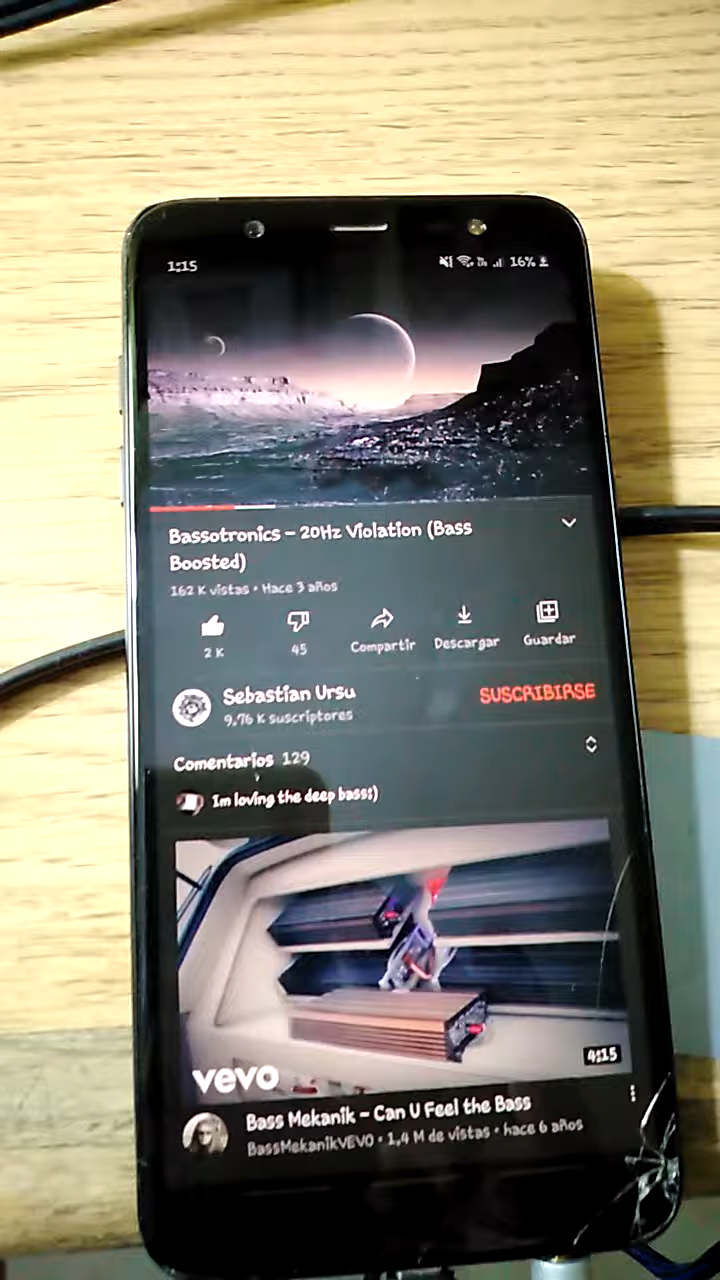 1:15
16%
Bassotronics - 20Hz Violation (Bass
Boosted)
162 K vistas • Hace 3 años
2 K
45
Compartir
Descargar
Guardar
Sebastian Ursu
9,76 K suscriptores
SUSCRIBIRSE
Comentarios 129
Im loving the deep bass:)
4:15
vevo
Bass Mekanik - Can U Feel the Bass
BassMekanikVEVO • 1,4 M de vistas • hace 6 años